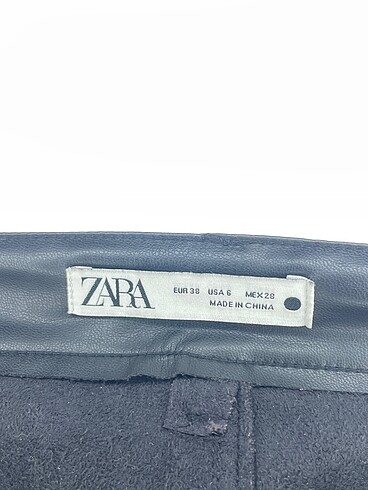 ZARA
EUR 38 USA 6 MEX 28
MADE IN CHINA